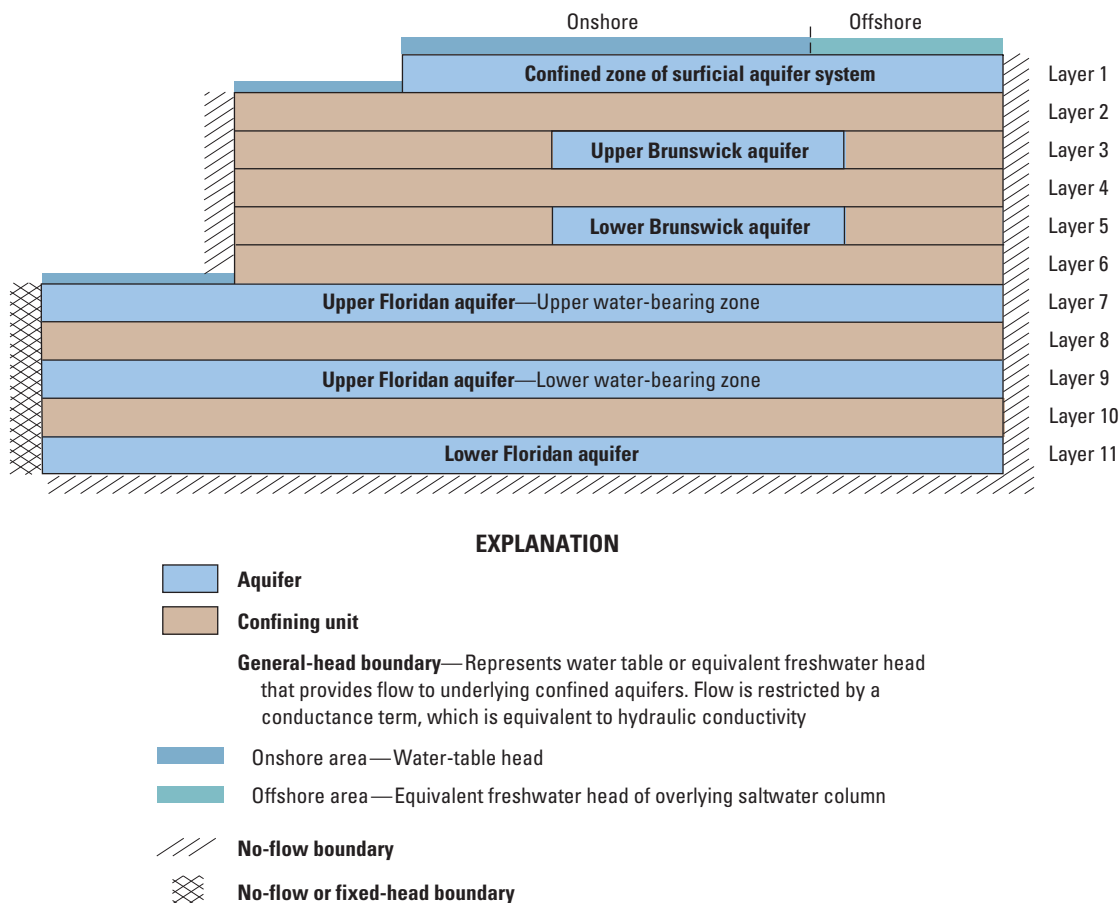 Onshore
Offshore
Confined zone of surficial aquifer system
Layer 1
Layer 2
Upper Brunswick aquifer
Layer 3
Layer 4
Lower Brunswick aquifer
Layer 5
Layer 6
Upper Floridan aquifer—Upper water-bearing zone
Layer 7
Layer 8
Upper Floridan aquifer—Lower water-bearing zone
Layer 9
Layer 10
Lower Floridan aquifer
Layer 11
EXPLANATION
Aquifer
Confining unit
General-head boundary—Represents water table or equivalent freshwater head
that provides flow to underlying confined aquifers. Flow is restricted by a
conductance term, which is equivalent to hydraulic conductivity
Onshore area—Water-table head
Offshore area—Equivalent freshwater head of overlying saltwater column
No-flow boundary
No-flow or fixed-head boundary